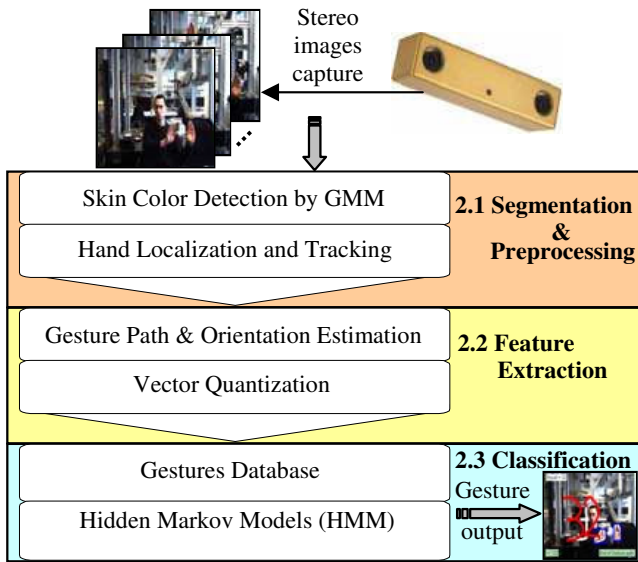 Stereo
images
capture
Skin Color Detection by GMM
Hand Localization and Tracking
2.1 Segmentation
&
Preprocessing
Gesture Path & Orientation Estimation
Vector Quantization
2.2 Feature
Extraction
Gestures Database
Hidden Markov Models (HMM)
2.3 Classification
Gesture
output